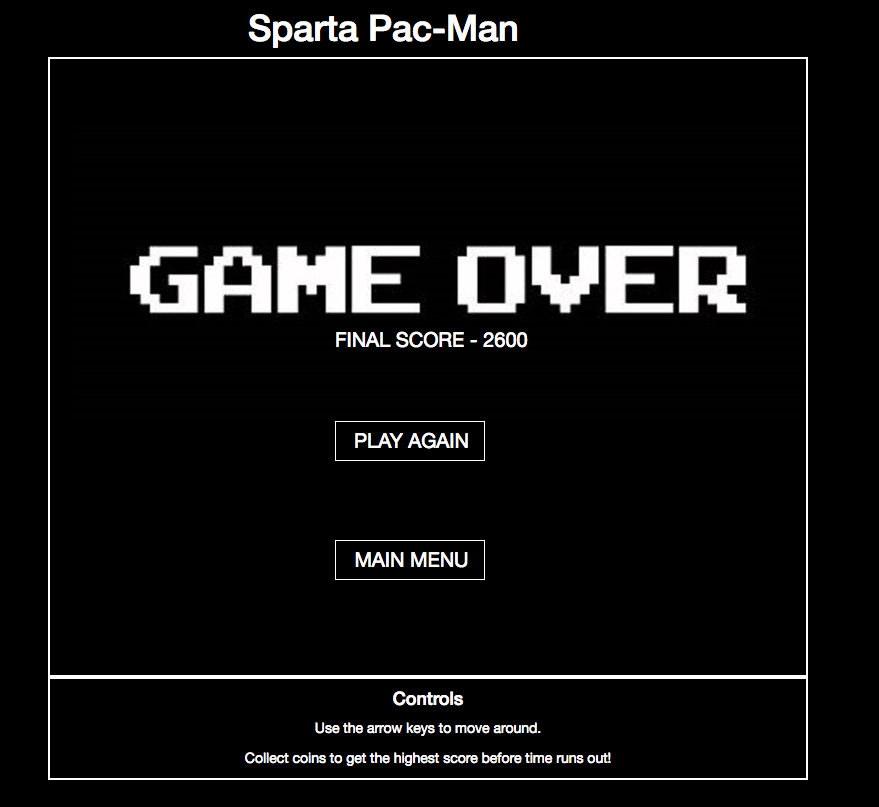 Sparta Pac-Man
GAME OVER
FINAL SCORE - 2600
PLAY AGAIN
MAIN MENU
Controls
Use the arrow keys to move around.
Collect coins to get the highest score before time runs out!